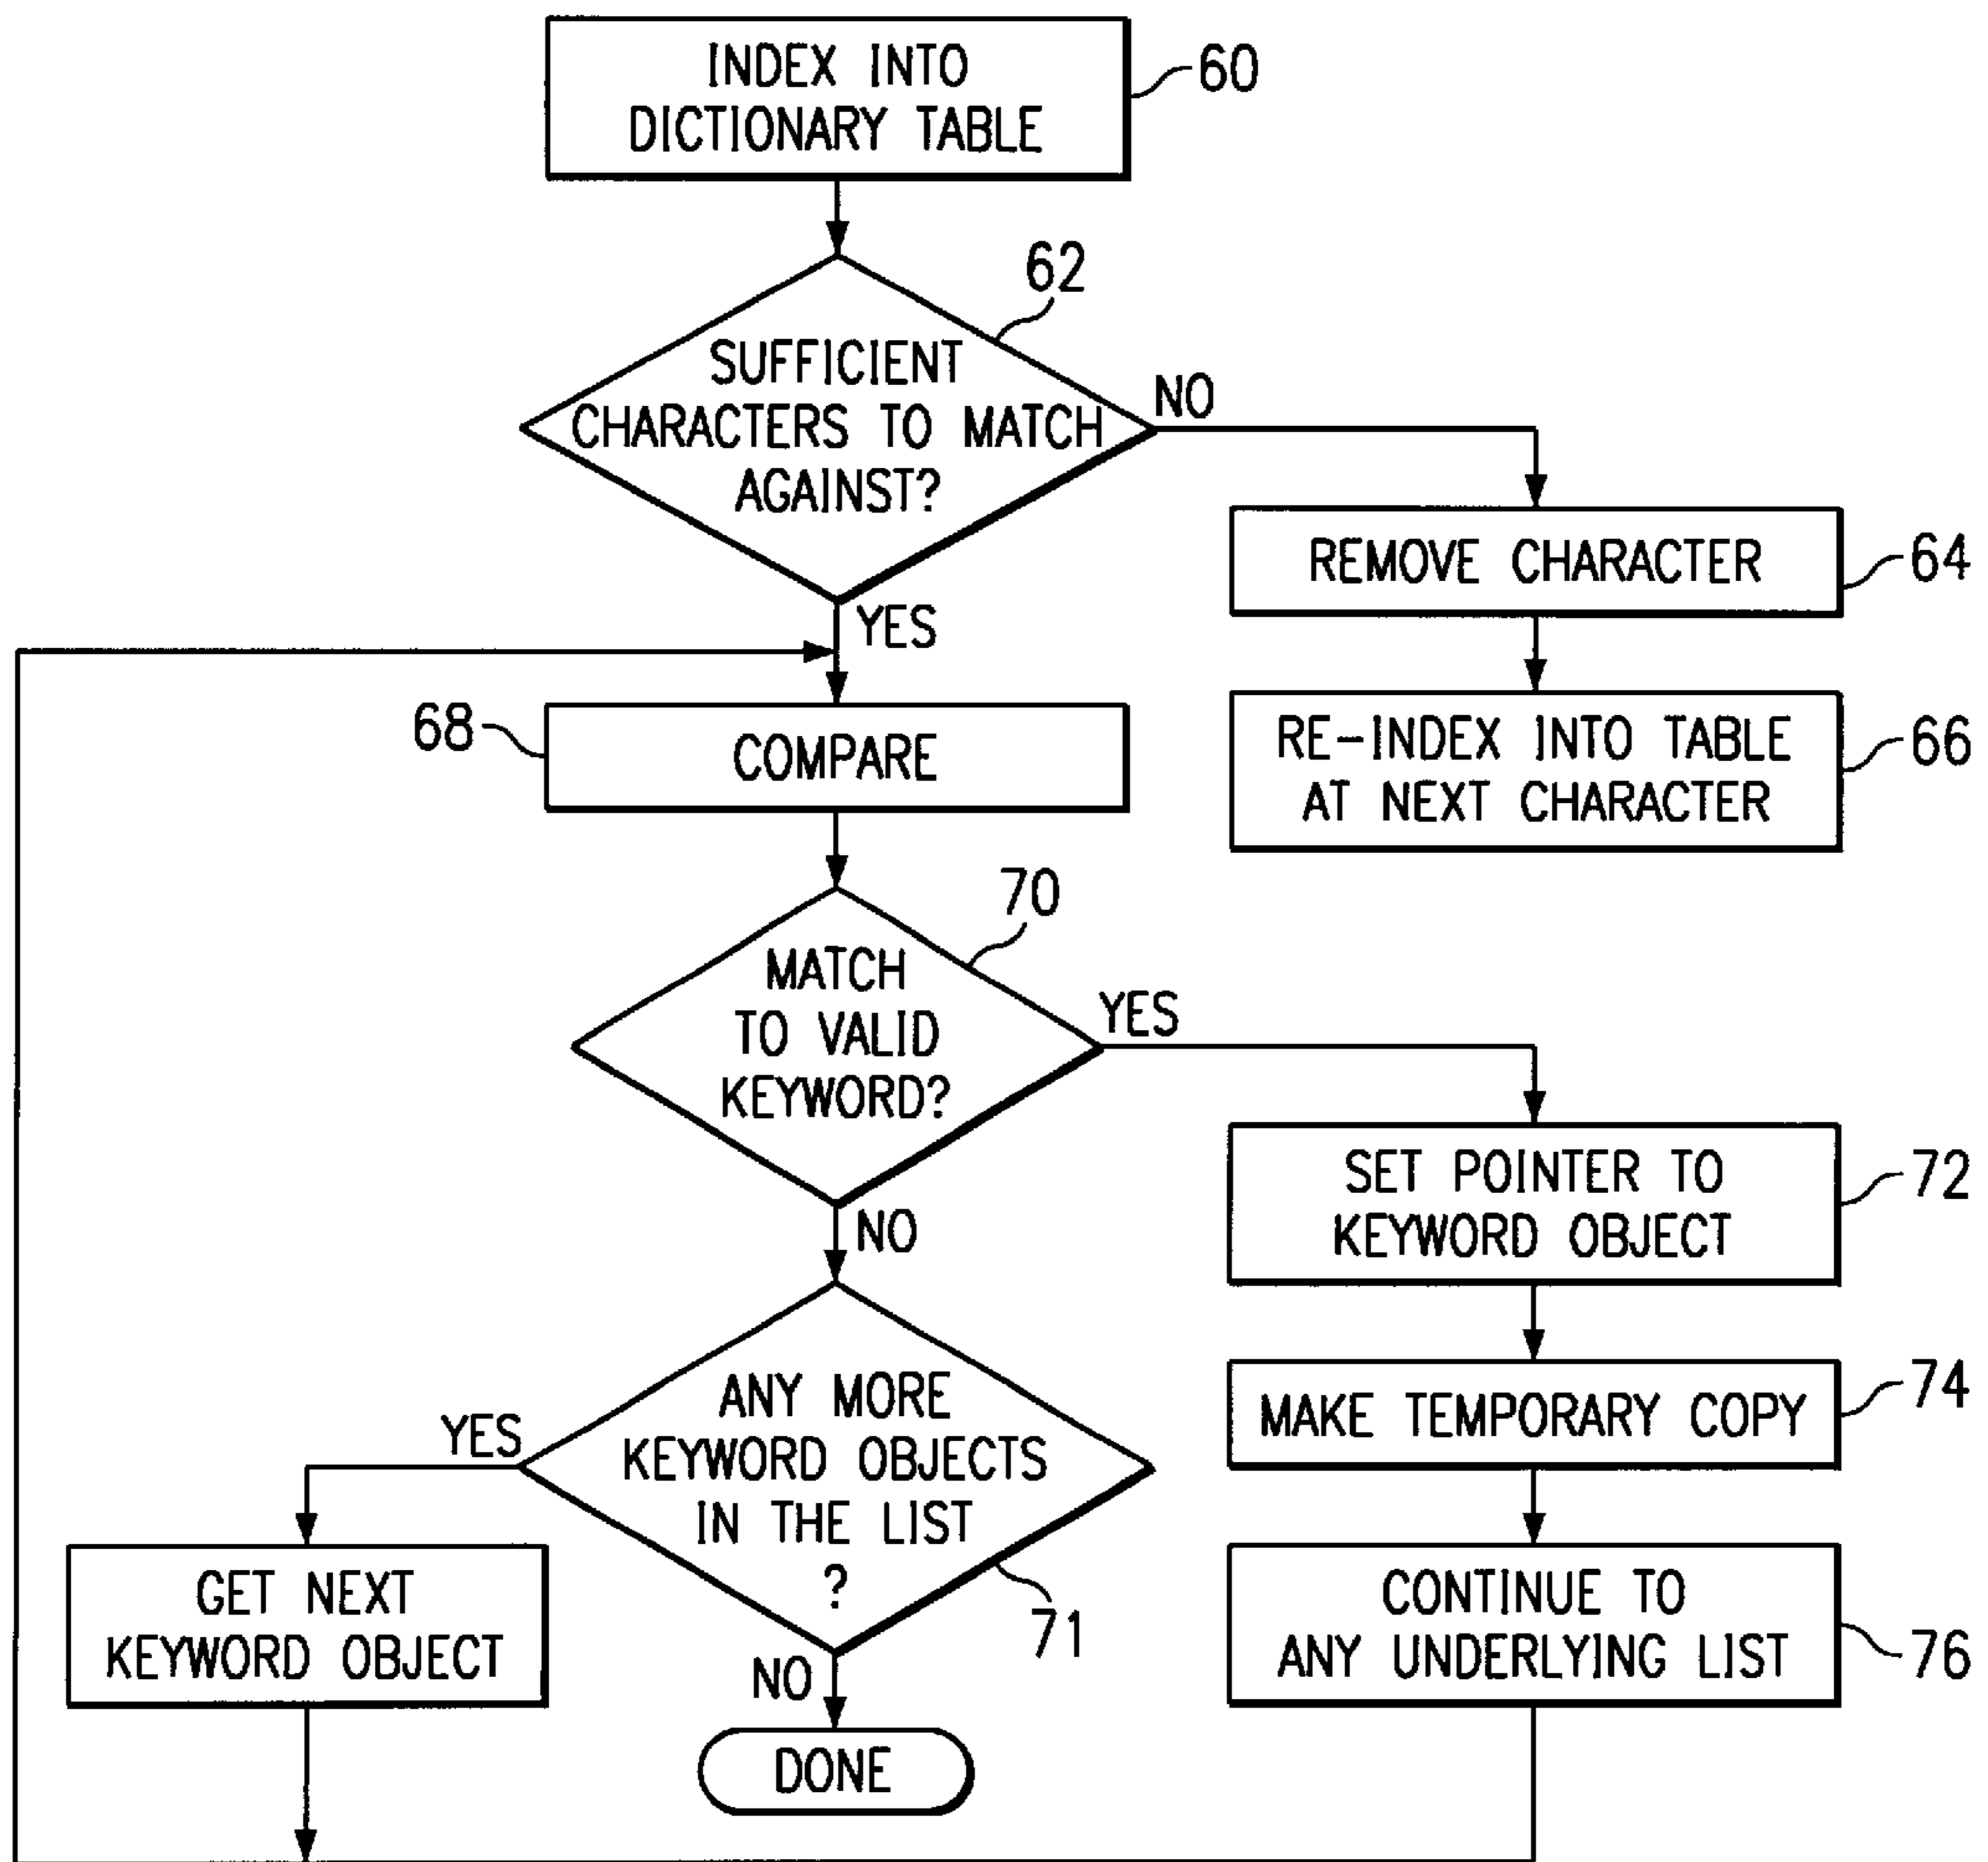 INDEX INTO
DICTIONARY TABLE
60
62
SUFFICIENT
CHARACTERS TO MATCH
AGAINST?
NO
YES
REMOVE CHARACTER
64
RE-INDEX INTO TABLE
AT NEXT CHARACTER
66
68
COMPARE
70
MATCH
TO VALID
KEYWORD?
YES
NO
SET POINTER TO
KEYWORD OBJECT
72
MAKE TEMPORARY COPY
74
CONTINUE TO
ANY UNDERLYING LIST
76
ANY MORE
KEYWORD OBJECTS
IN THE LIST
?
71
YES
NO
GET NEXT
KEYWORD OBJECT
DONE